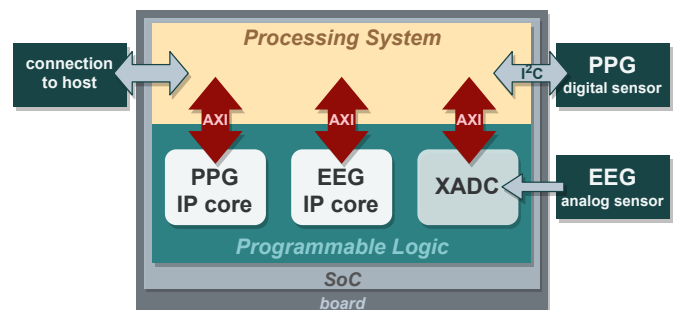 Processing System
connection
to host
I²C
PPG
digital sensor
AXI
AXI
AXI
PPG
IP core
EEG
IP core
XADC
EEG
analog sensor
Programmable Logic
SoC
board